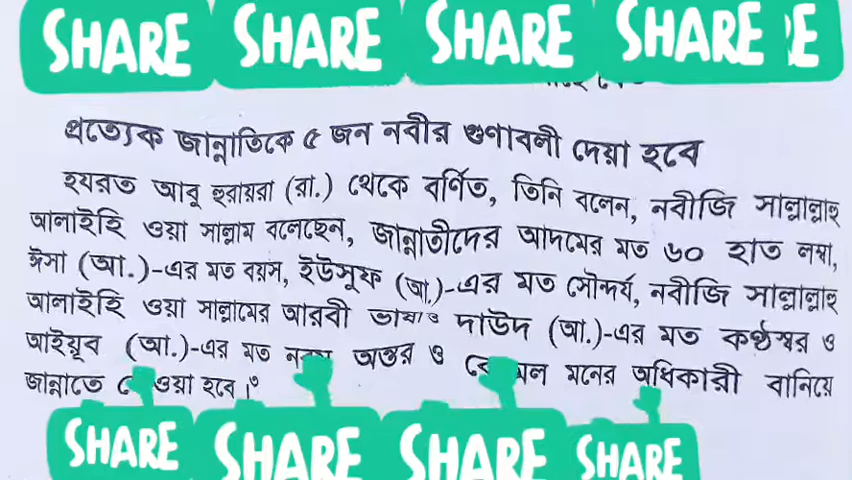 SHARE SHARE SHARE SHARE
প্রত্যেক জান্নাতিকে ৫ জন নবীর গুণাবলী দেয়া হবে
হযরত আবু হুরায়রা (রা.) থেকে বর্ণিত, তিনি বলেন, নবীজি সাল্লাল্লাহু
আলাইহি ওয়া সাল্লাম বলেছেন, জান্নাতীদের আদমের মত ৬০ হাত লম্বা,
ঈসা (আ.)-এর মত বয়স, ইউসুফ (আ.)-এর মত সৌন্দর্য, নবীজি সাল্লাল্লাহু
আলাইহি ওয়া সাল্লামের আরবী ভাষা ও দাউদ (আ.)-এর মত কণ্ঠস্বর ও
আইয়ূব (আ.)-এর মত অন্তর ও মনের অধিকারী বানিয়ে
জান্নাতে হবে।৩
SHARE SHARE SHARE SHARE